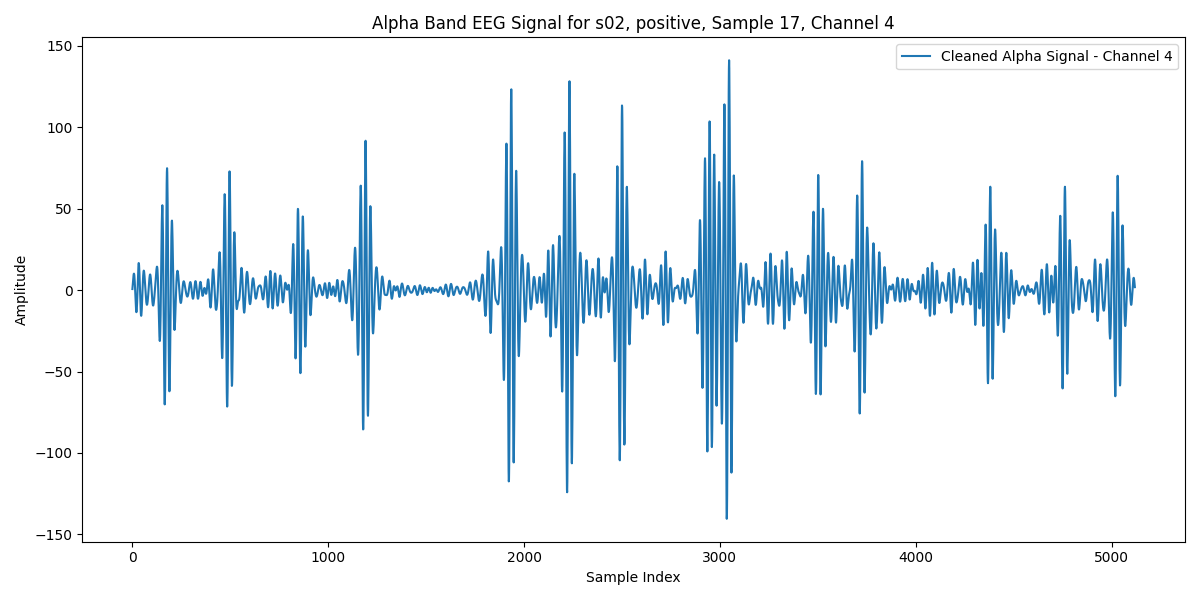 Alpha Band EEG Signal for s02, positive, Sample 17, Channel 4
Cleaned Alpha Signal - Channel 4
150
100
50
0
−50
−100
−150
Amplitude
0 1000 2000 3000 4000 5000
Sample Index